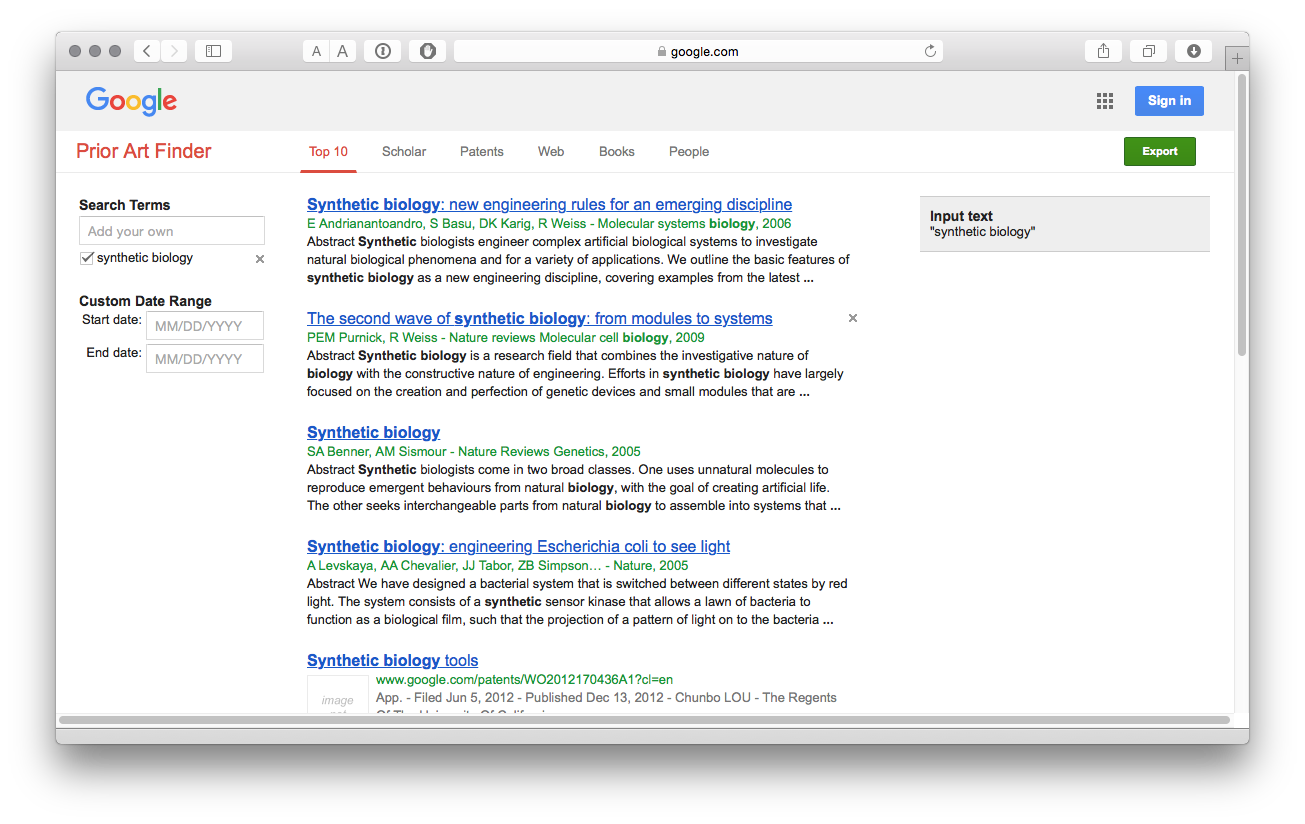 A A
google.com
Google
Sign in
Prior Art Finder
Top 10
Scholar
Patents
Web
Books
People
Export
Search Terms
Add your own
synthetic biology
Custom Date Range
Start date: MM/DD/YYYY
End date: MM/DD/YYYY
Synthetic biology: new engineering rules for an emerging discipline
E Andrianantoandro, S Basu, DK Karig, R Weiss - Molecular systems biology, 2006
Abstract Synthetic biologists engineer complex artificial biological systems to investigate
natural biological phenomena and for a variety of applications. We outline the basic features of
synthetic biology as a new engineering discipline, covering examples from the latest ...
The second wave of synthetic biology: from modules to systems
PEM Purnick, R Weiss - Nature reviews Molecular cell biology, 2009
Abstract Synthetic biology is a research field that combines the investigative nature of
biology with the constructive nature of engineering. Efforts in synthetic biology have largely
focused on the creation and perfection of genetic devices and small modules that are ...
Synthetic biology
SA Benner, AM Sismour - Nature Reviews Genetics, 2005
Abstract Synthetic biologists come in two broad classes. One uses unnatural molecules to
reproduce emergent behaviours from natural biology, with the goal of creating artificial life.
The other seeks interchangeable parts from natural biology to assemble into systems that ...
Synthetic biology: engineering Escherichia coli to see light
A Levskaya, AA Chevalier, JJ Tabor, ZB Simpson… - Nature, 2005
Abstract We have designed a bacterial system that is switched between different states by red
light. The system consists of a synthetic sensor kinase that allows a lawn of bacteria to
function as a biological film, such that the projection of a pattern of light on to the bacteria ...
Synthetic biology tools
image
www.google.com/patents/WO2012170436A1?cl=en
App. - Filed Jun 5, 2012 - Published Dec 13, 2012 - Chunbo LOU - The Regents
Input text
"synthetic biology"